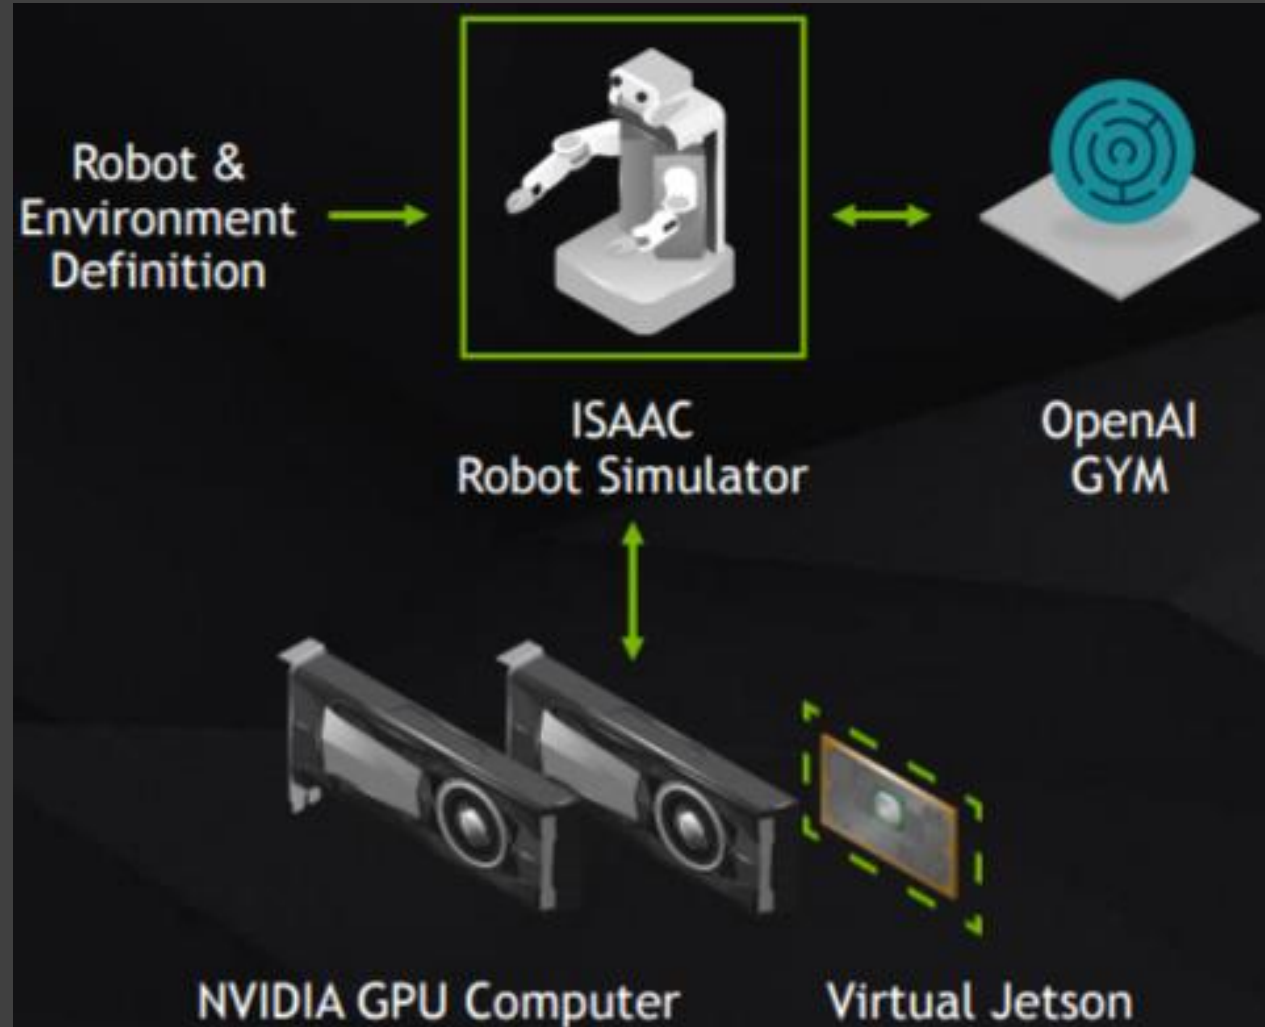 Robot &
Environment
Definition
ISAAC
Robot Simulator
OpenAI
GYM
NVIDIA GPU Computer
Virtual Jetson